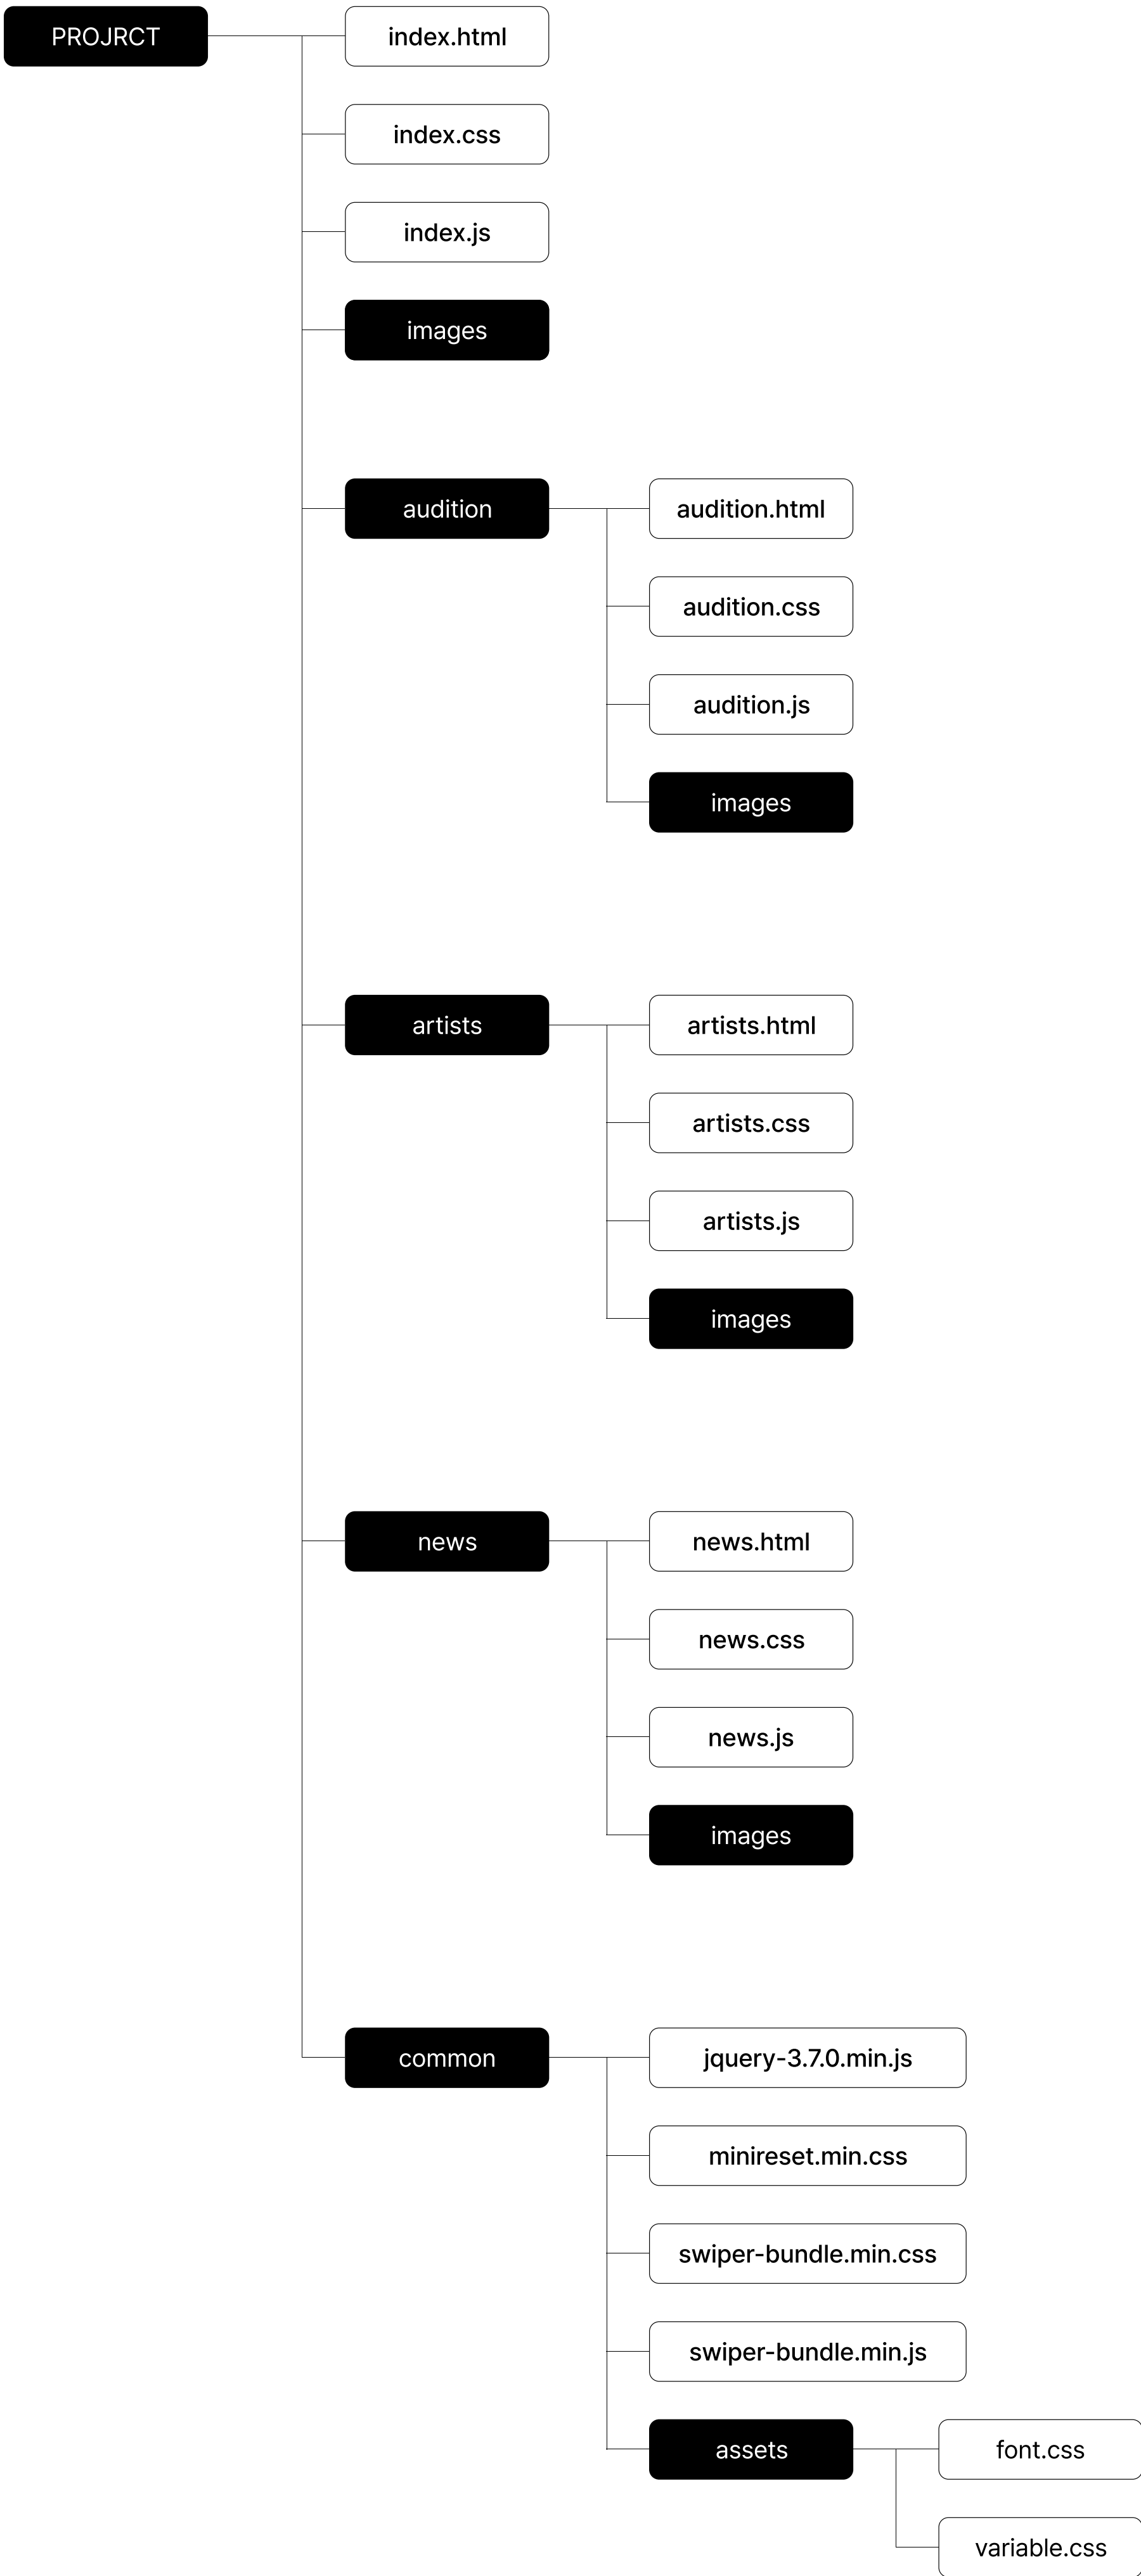 PROJRCT
index.html
index.css
index.js
images
audition
audition.html
audition.css
audition.js
images
artists
artists.html
artists.css
artists.js
images
news
news.html
news.css
news.js
images
common
jquery-3.7.0.min.js
minireset.min.css
swiper-bundle.min.css
swiper-bundle.min.js
assets
font.css
variable.css